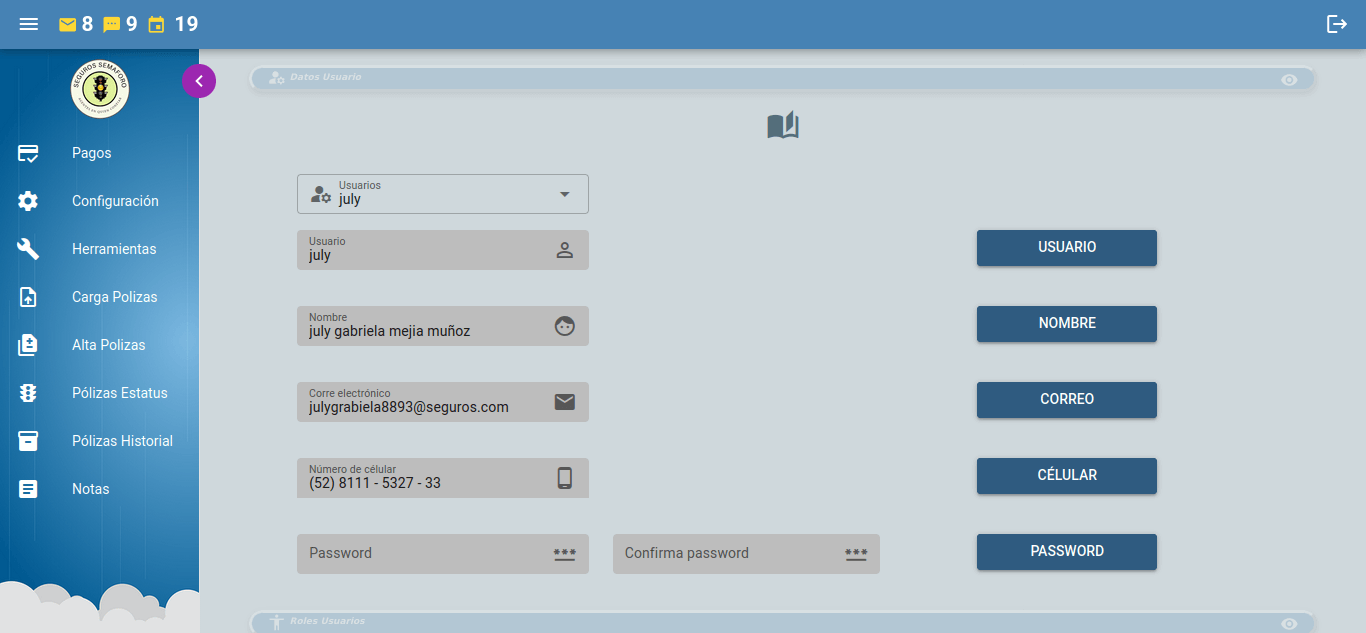 8 9 19
SEGUROS SEMAFORO
Pagos
Configuración
Herramientas
Carga Polizas
Alta Polizas
Pólizas Estatus
Pólizas Historial
Notas
Datos Usuario
Usuarios
july
Usuario
july
USUARIO
Nombre
july gabriela mejia muñoz
NOMBRE
Corre electrónico
julygrabiela8893@seguros.com
CORREO
Número de célular
(52) 8111 - 5327 - 33
CÉLULAR
Password
Confirma password
PASSWORD
Roles Usuarios